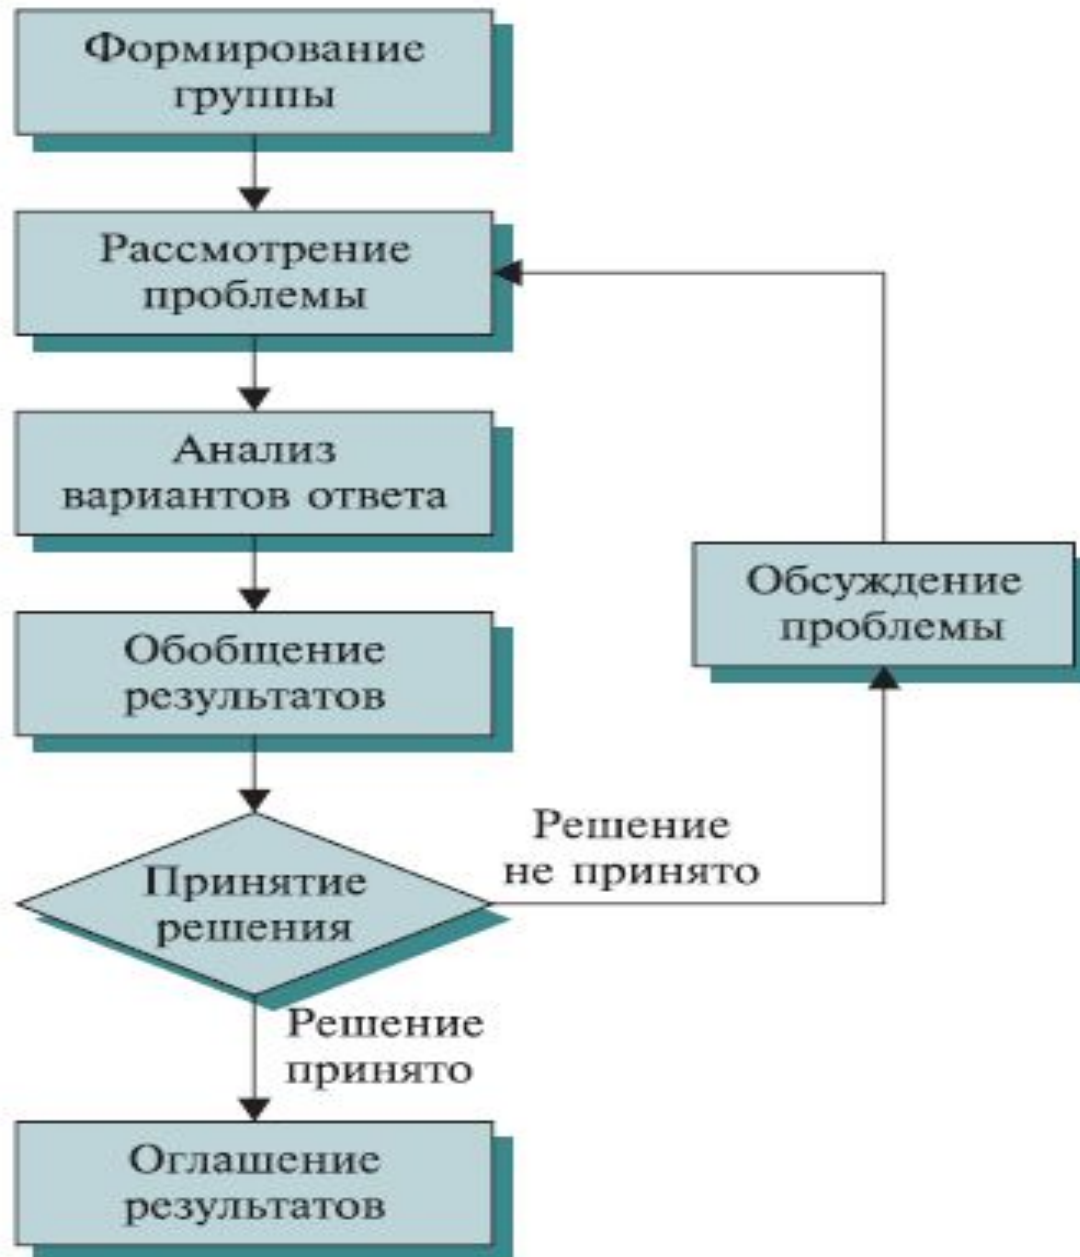 Формирование
группы
Рассмотрение
проблемы
Анализ
вариантов ответа
Обобщение
результатов
Обсуждение
проблемы
Принятие
решения
Решение
не принято
Решение
принято
Оглашение
результатов